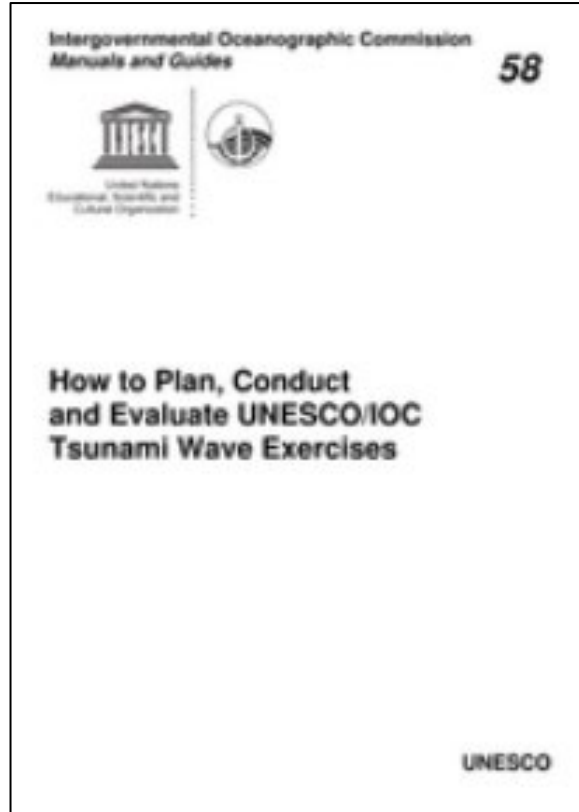 Intergovernmental Oceanographic Commission
Manuals and Guides
58
United Nations
Educational, Scientific and
Cultural Organization
How to Plan, Conduct
and Evaluate UNESCO/IOC
Tsunami Wave Exercises
UNESCO